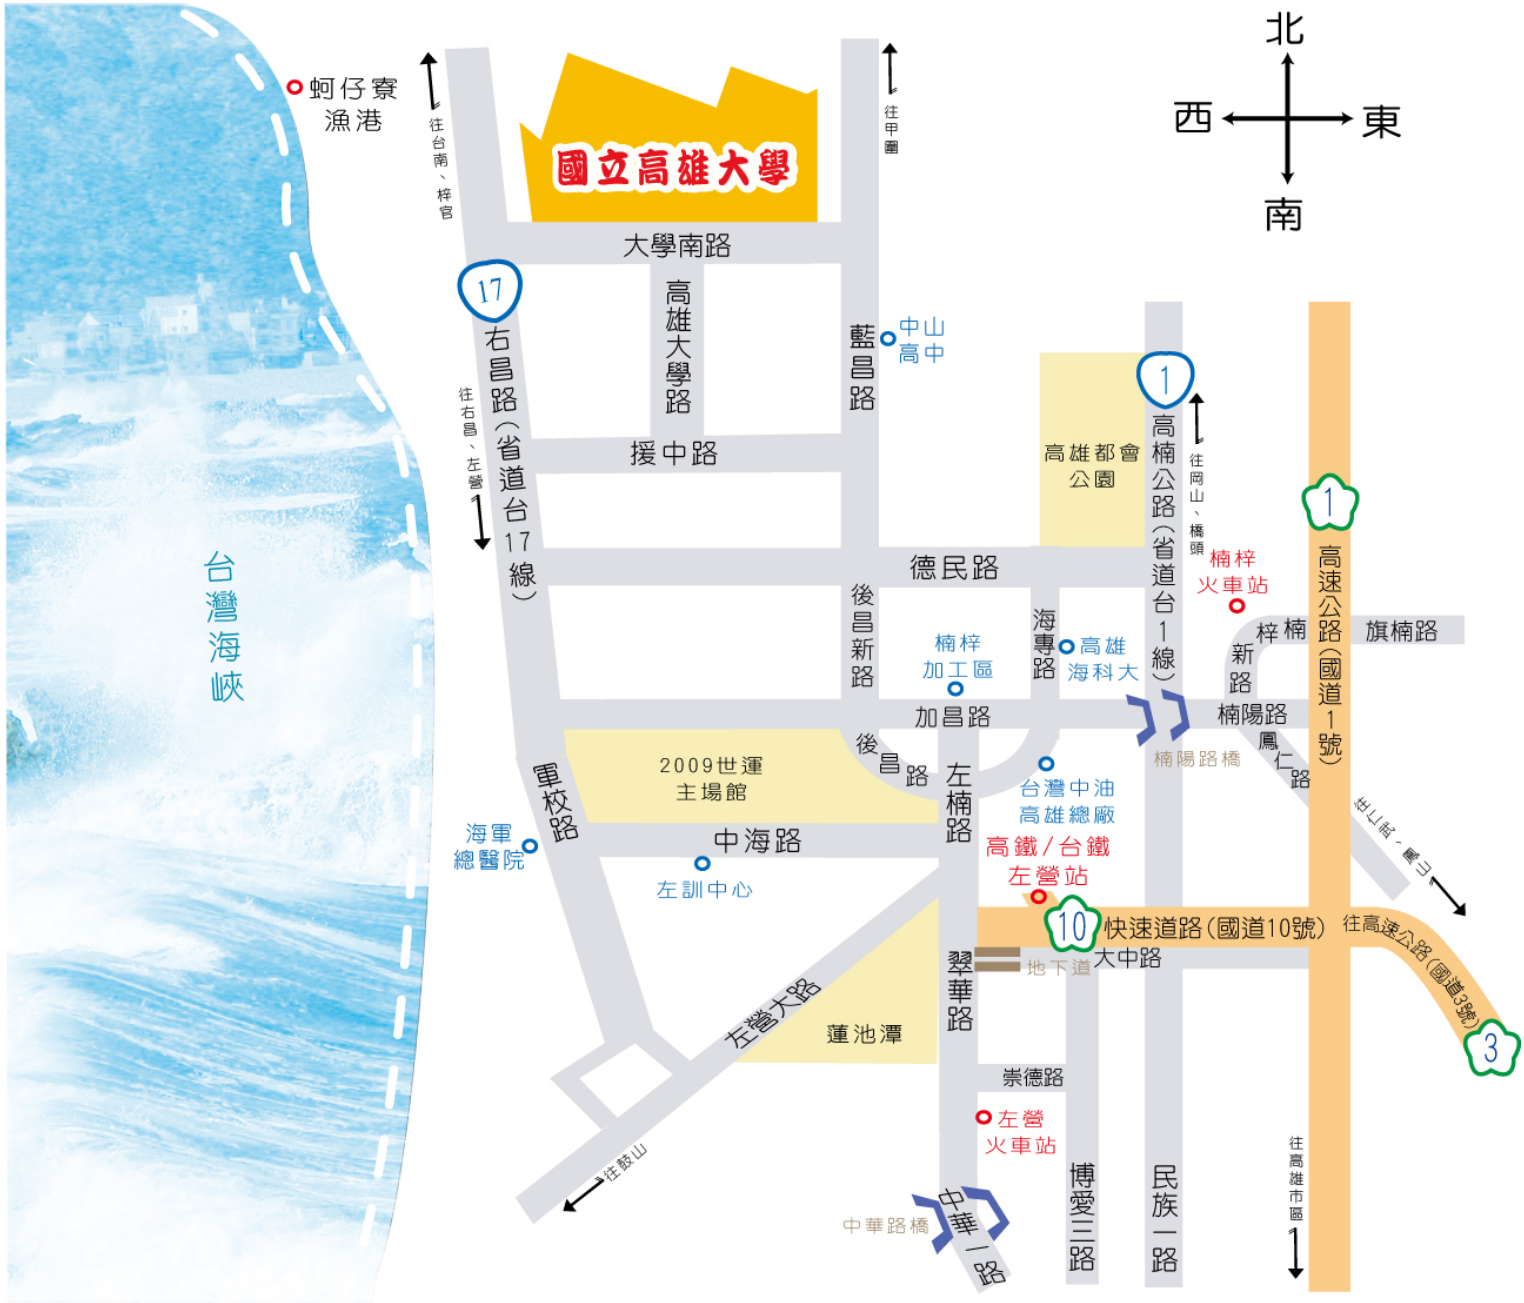 北
西
東
南
蚵仔寮
漁港
往台南、梓官
國立高雄大學
往甲圍
大學南路
17
右昌路(省道台17線)
往右昌、左營
高雄大學路
藍昌路
中山
高中
援中路
1
高楠公路(省道台1線)
往岡山、橋頭
高雄都會
公園
1
高速公路(國道1號)
德民路
楠梓
火車站
台灣海峽
後昌新路
海專路
高雄
海科大
楠梓
加工區
楠梓新路
旗楠路
加昌路
楠陽路
楠陽路橋
鳳仁路
往仁武、鳳山
2009世運
主場館
後昌路
左楠路
台灣中油
高雄總廠
軍校路
海軍
總醫院
中海路
左訓中心
高鐵/台鐵
左營站
10
快速道路(國道10號)
往高速公路(國道3號)
3
地下道
大中路
翠華路
左營大路
蓮池潭
崇德路
左營
火車站
往鼓山
中華路橋
中華一路
博愛三路
民族一路
往高雄市區